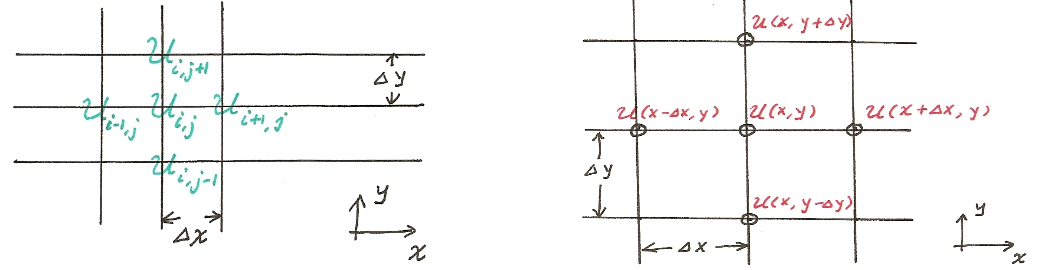 u_{i,j+1}
Δy
u_{i-1,j} u_{i,j} u_{i+1,j}
u_{i,j-1}
Δx
y
x
u(x, y+Δy)
u(x-Δx, y) u(x,y) u(x+Δx, y)
Δy
u(x, y-Δy)
Δx
y
x